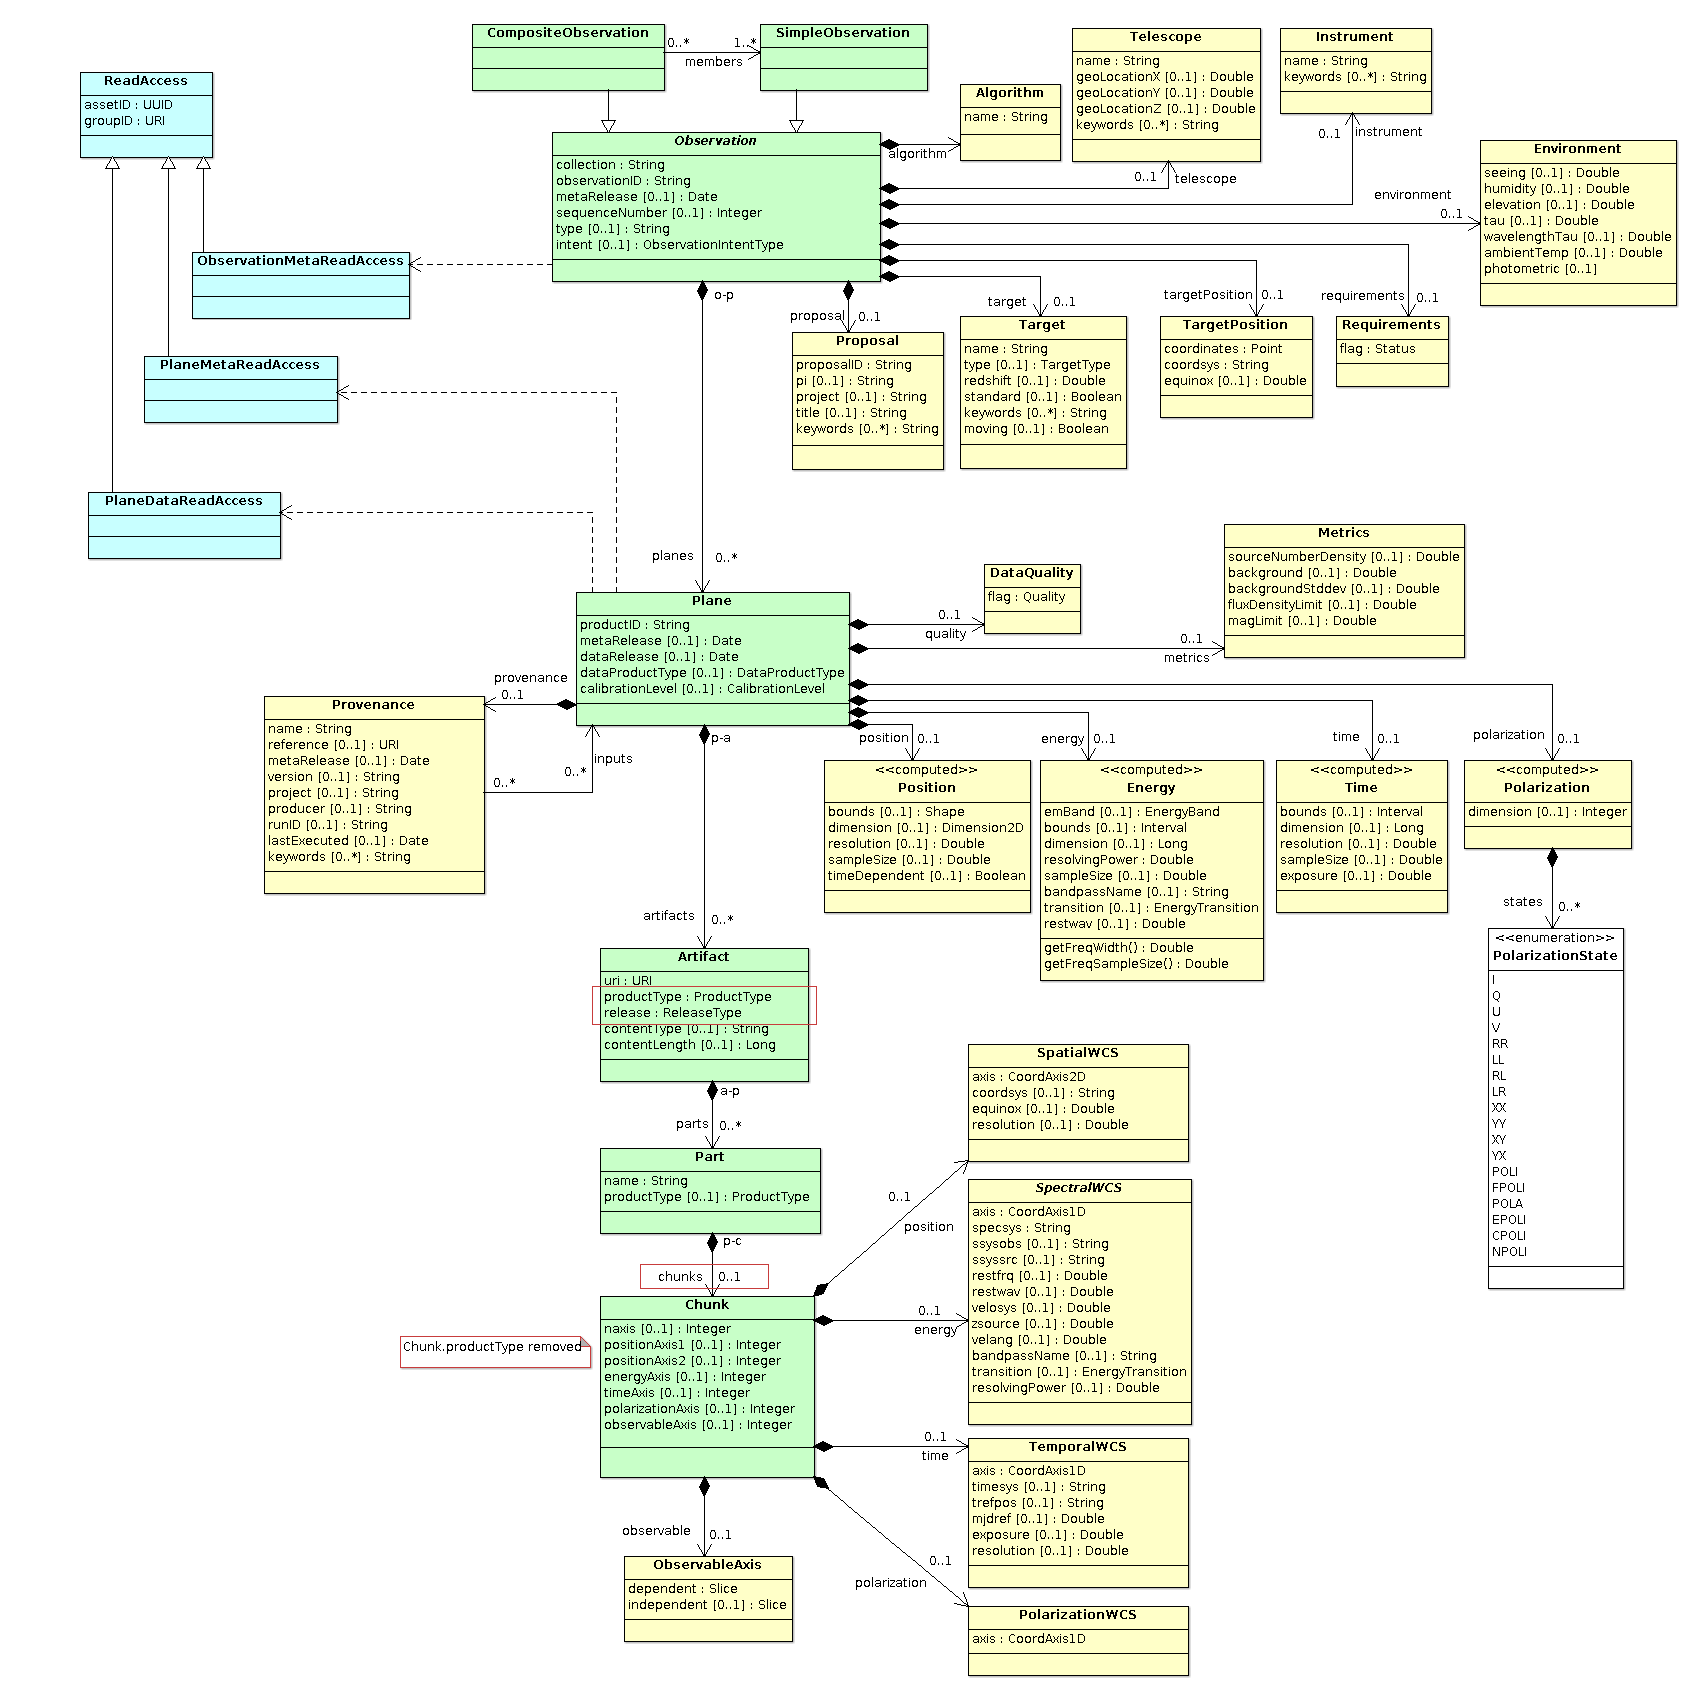 CompositeObservation
0..*
1..*
members
SimpleObservation
ReadAccess
assetID : UUID
groupID : URI
Observation
collection : String
observationID : String
metaRelease [0..1] : Date
sequenceNumber [0..1] : Integer
type [0..1] : String
intent [0..1] : ObservationIntentType
algorithm
Algorithm
name : String
Telescope
name : String
geoLocationX [0..1] : Double
geoLocationY [0..1] : Double
geoLocationZ [0..1] : Double
keywords [0..*] : String
0..1
telescope
Instrument
name : String
keywords [0..*] : String
0..1
instrument
Environment
seeing [0..1] : Double
humidity [0..1] : Double
elevation [0..1] : Double
tau [0..1] : Double
wavelengthTau [0..1] : Double
ambientTemp [0..1] : Double
photometric [0..1]
environment
0..1
ObservationMetaReadAccess
PlaneMetaReadAccess
PlaneDataReadAccess
o-p
proposal
0..1
Proposal
proposalID : String
pi [0..1] : String
project [0..1] : String
title [0..1] : String
keywords [0..*] : String
target
0..1
Target
name : String
type [0..1] : TargetType
redshift [0..1] : Double
standard [0..1] : Boolean
keywords [0..*] : String
moving [0..1] : Boolean
targetPosition
0..1
TargetPosition
coordinates : Point
coordsys : String
equinox [0..1] : Double
requirements
0..1
Requirements
flag : Status
planes
0..*
Plane
productID : String
metaRelease [0..1] : Date
dataRelease [0..1] : Date
dataProductType [0..1] : DataProductType
calibrationLevel [0..1] : CalibrationLevel
0..1
quality
DataQuality
flag : Quality
0..1
metrics
Metrics
sourceNumberDensity [0..1] : Double
background [0..1] : Double
backgroundStddev [0..1] : Double
fluxDensityLimit [0..1] : Double
magLimit [0..1] : Double
provenance
0..1
Provenance
name : String
reference [0..1] : URI
metaRelease [0..1] : Date
version [0..1] : String
project [0..1] : String
producer [0..1] : String
runID [0..1] : String
lastExecuted [0..1] : Date
keywords [0..*] : String
0..*
0..*
inputs
p-a
position
0..1
<<computed>>
Position
bounds [0..1] : Shape
dimension [0..1] : Dimension2D
resolution [0..1] : Double
sampleSize [0..1] : Double
timeDependent [0..1] : Boolean
energy
0..1
<<computed>>
Energy
emBand [0..1] : EnergyBand
bounds [0..1] : Interval
dimension [0..1] : Long
resolvingPower : Double
sampleSize [0..1] : Double
bandpassName [0..1] : String
transition [0..1] : EnergyTransition
restwav [0..1] : Double
getFreqWidth() : Double
getFreqSampleSize() : Double
time
0..1
<<computed>>
Time
bounds [0..1] : Interval
dimension [0..1] : Long
resolution [0..1] : Double
sampleSize [0..1] : Double
exposure [0..1] : Double
polarization
0..1
<<computed>>
Polarization
dimension [0..1] : Integer
states
0..*
<<enumeration>>
PolarizationState
I
Q
U
V
RR
LL
RL
LR
XX
YY
XY
YX
POLI
FPOLI
POLA
EPOLI
CPOLI
NPOLI
artifacts
0..*
Artifact
uri : URI
productType : ProductType
release : ReleaseType
contentType [0..1] : String
contentLength [0..1] : Long
a-p
parts
0..*
Part
name : String
productType [0..1] : ProductType
p-c
chunks
0..1
Chunk
naxis [0..1] : Integer
positionAxis1 [0..1] : Integer
positionAxis2 [0..1] : Integer
energyAxis [0..1] : Integer
timeAxis [0..1] : Integer
polarizationAxis [0..1] : Integer
observableAxis [0..1] : Integer
Chunk.productType removed
0..1
position
SpatialWCS
axis : CoordAxis2D
coordsys [0..1] : String
equinox [0..1] : Double
resolution [0..1] : Double
0..1
energy
SpectralWCS
axis : CoordAxis1D
specsys : String
ssysobs [0..1] : String
ssyssrc [0..1] : String
restfrq [0..1] : Double
restwav [0..1] : Double
velosys [0..1] : Double
zsource [0..1] : Double
velang [0..1] : Double
bandpassName [0..1] : String
transition [0..1] : EnergyTransition
resolvingPower [0..1] : Double
0..1
time
TemporalWCS
axis : CoordAxis1D
timesys [0..1] : String
trefpos [0..1] : String
mjdref [0..1] : Double
exposure [0..1] : Double
resolution [0..1] : Double
observable
0..1
ObservableAxis
dependent : Slice
independent [0..1] : Slice
0..1
polarization
PolarizationWCS
axis : CoordAxis1D